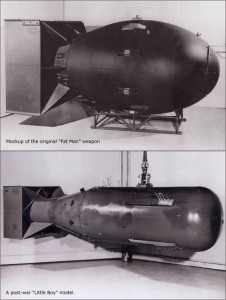 Mockup of the original "Fat Man" weapon
A post-war "Little Boy" model.